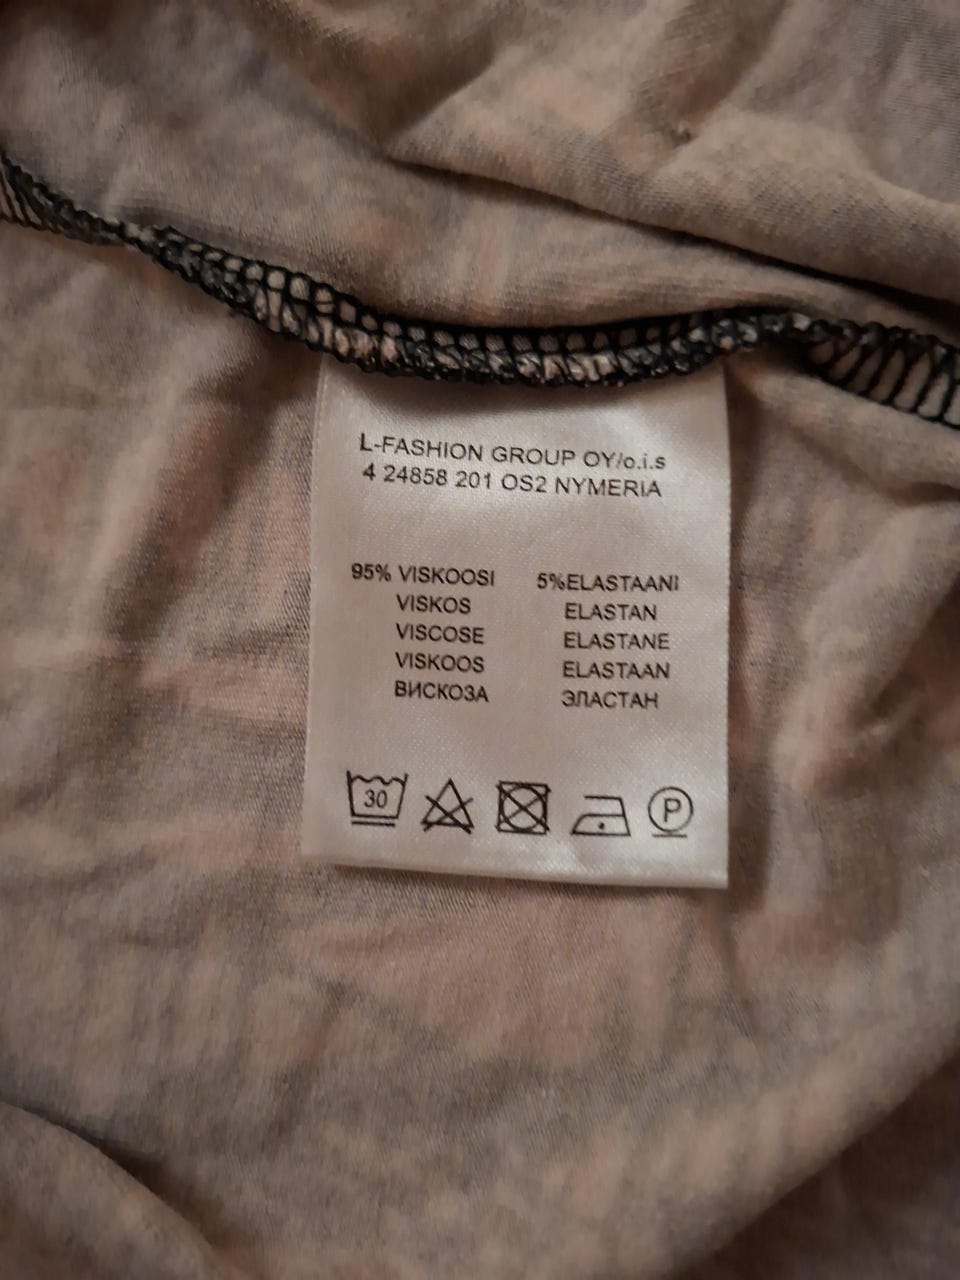 L-FASHION GROUP OY/o.i.s
4 24858 201 OS2 NYMERIA
95% VISKOOSI 5%ELASTAANI
VISKOS ELASTAN
VISCOSE ELASTANE
VISKOOS ELASTAAN
ВИСКОЗА ЭЛАСТАН
30 P